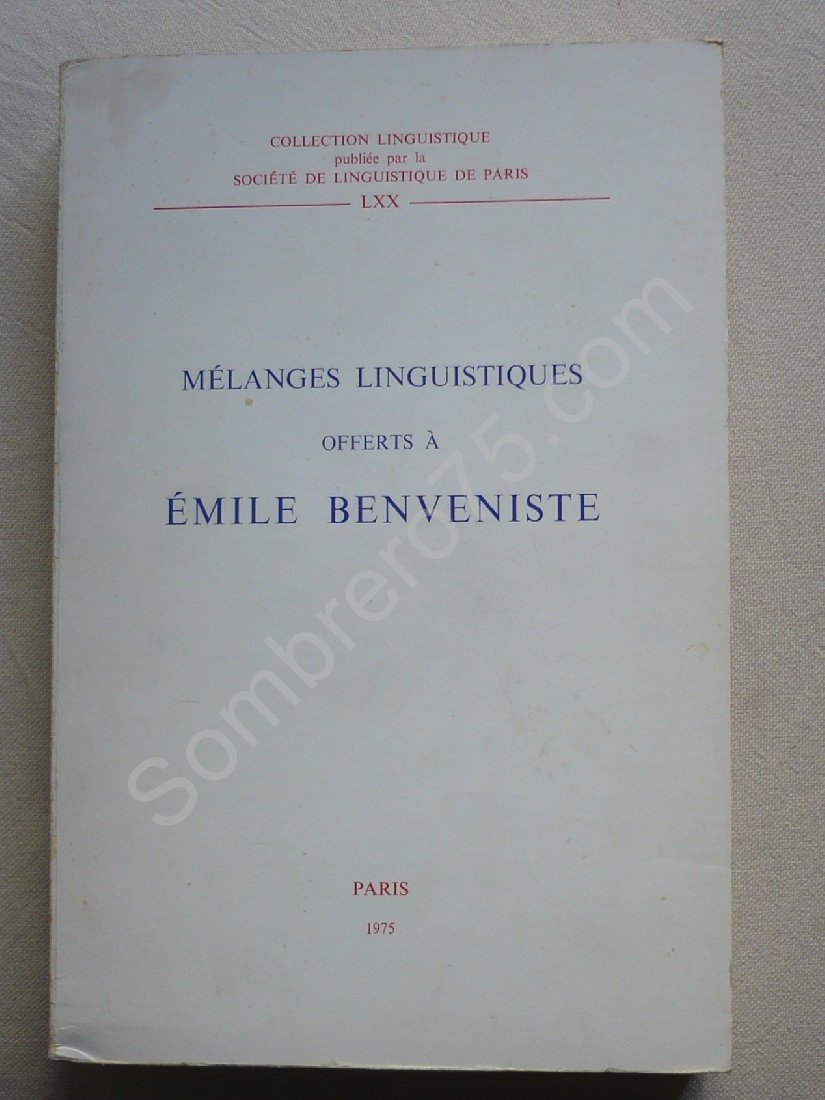 COLLECTION LINGUISTIQUE
publiée par la
SOCIÉTÉ DE LINGUISTIQUE DE PARIS
LXX
MÉLANGES LINGUISTIQUES
OFFERTS À
ÉMILE BENVENISTE
Sombrero75.com
PARIS
1975